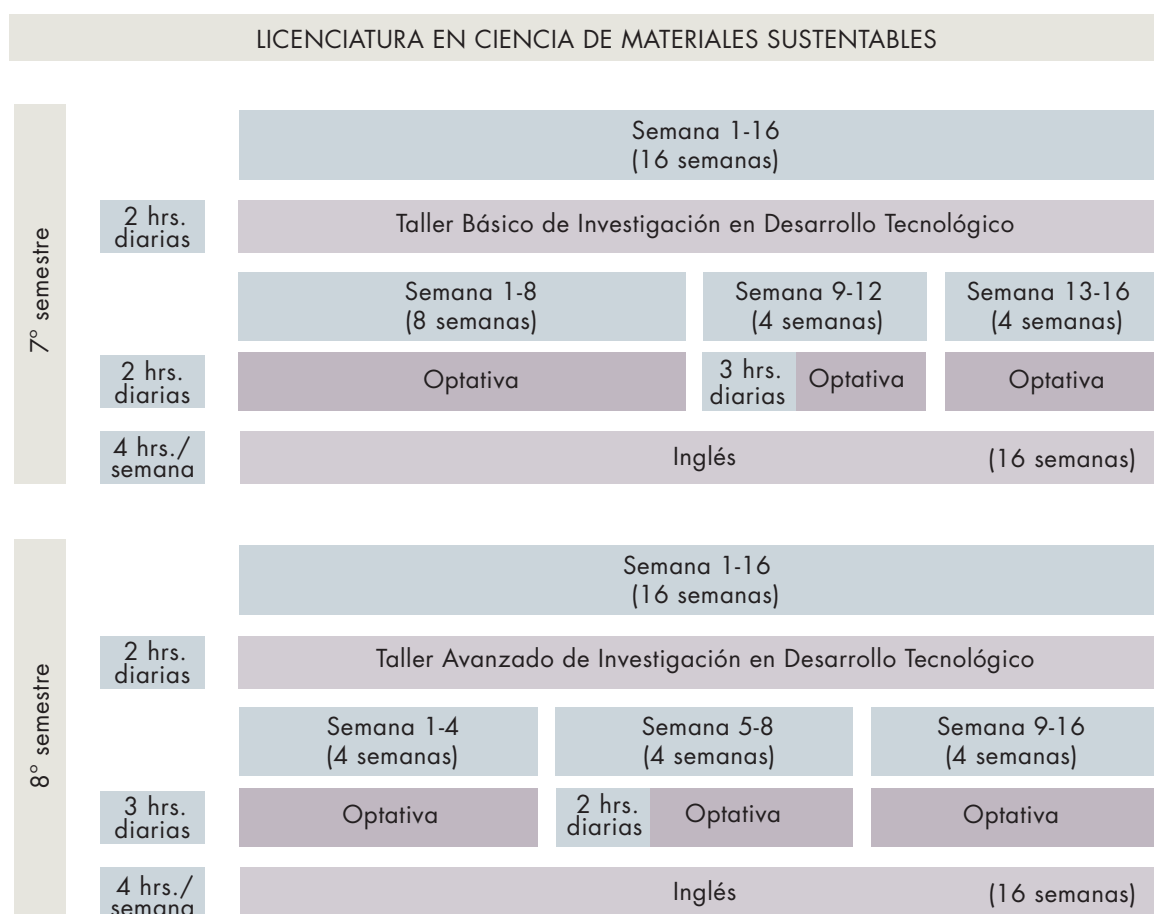 LICENCIATURA EN CIENCIA DE MATERIALES SUSTENTABLES
7° semestre
Semana 1-16
(16 semanas)
2 hrs.
diarias
Taller Básico de Investigación en Desarrollo Tecnológico
Semana 1-8
(8 semanas)
Semana 9-12
(4 semanas)
Semana 13-16
(4 semanas)
2 hrs.
diarias
Optativa
3 hrs.
diarias
Optativa
Optativa
4 hrs./
semana
Inglés
(16 semanas)
8° semestre
Semana 1-16
(16 semanas)
2 hrs.
diarias
Taller Avanzado de Investigación en Desarrollo Tecnológico
Semana 1-4
(4 semanas)
Semana 5-8
(4 semanas)
Semana 9-16
(4 semanas)
3 hrs.
diarias
Optativa
2 hrs.
diarias
Optativa
Optativa
4 hrs./
semana
Inglés
(16 semanas)